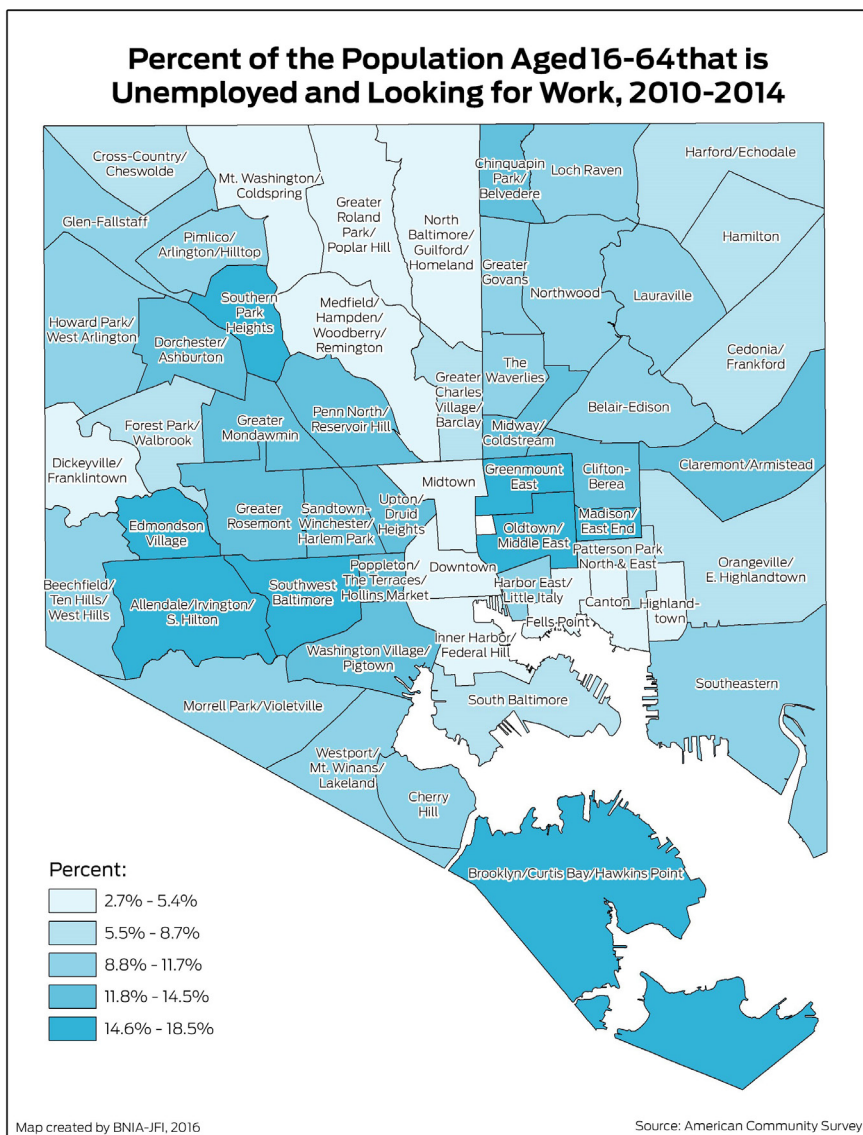 Percent of the Population Aged 16-64 that is
Unemployed and Looking for Work, 2010-2014
Cross-Country/
Cheswolde
Mt. Washington/
Coldspring
Greater
Roland
Park/
Poplar Hill
North
Baltimore/
Guilford/
Homeland
Chinquapin
Park/
Belvedere
Loch Raven
Harford/Echodale
Glen-Fallstaff
Pimlico/
Arlington/Hilltop
Hamilton
Greater
Govans
Northwood
Lauraville
Southern
Park
Heights
Medfield/
Hampden/
Woodberry/
Remington
Howard Park/
West Arlington
Dorchester/
Ashburton
Cedonia/
Frankford
The
Waverlies
Greater
Charles
Village/
Barclay
Belair-Edison
Penn North/
Reservoir Hill
Forest Park/
Walbrook
Greater
Mondawmin
Midway/
Coldstream
Dickeyville/
Franklintown
Midtown
Greenmount
East
Clifton-
Berea
Claremont/Armistead
Edmondson
Village
Greater
Rosemont
Sandtown-
Winchester/
Harlem Park
Upton/
Druid
Heights
Oldtown/
Middle East
Madison/
East End
Patterson Park
North & East
Orangeville/
E. Highlandtown
Beechfield/
Ten Hills/
West Hills
Allendale/Irvington/
S. Hilton
Southwest
Baltimore
Poppleton/
The Terraces/
Hollins Market
Downtown
Harbor East/
Little Italy
Fells Point
Canton
Highland-
town
Inner Harbor/
Federal Hill
Washington Village/
Pigtown
Southeastern
South Baltimore
Morrell Park/Violetville
Westport/
Mt. Winans/
Lakeland
Cherry
Hill
Brooklyn/Curtis Bay/Hawkins Point
Percent:
2.7% - 5.4%
5.5% - 8.7%
8.8% - 11.7%
11.8% - 14.5%
14.6% - 18.5%
Map created by BNIA-JFI, 2016
Source: American Community Survey